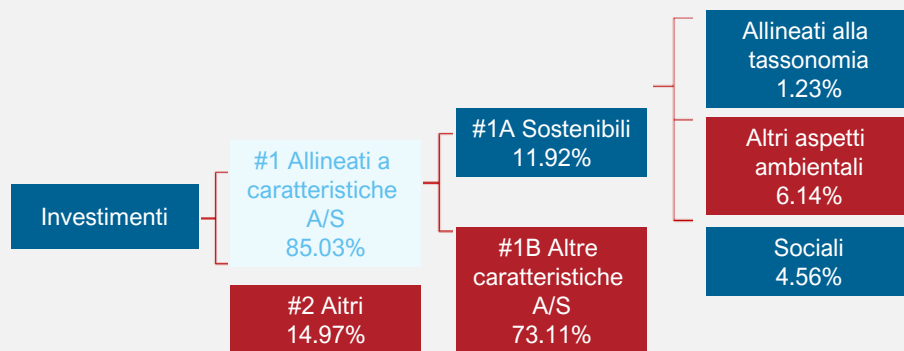 Investimenti
#1 Allineati a
caratteristiche
A/S
85.03%
#2 Aitri
14.97%
#1A Sostenibili
11.92%
#1B Altre
caratteristiche
A/S
73.11%
Allineati alla
tassonomia
1.23%
Altri aspetti
ambientali
6.14%
Sociali
4.56%